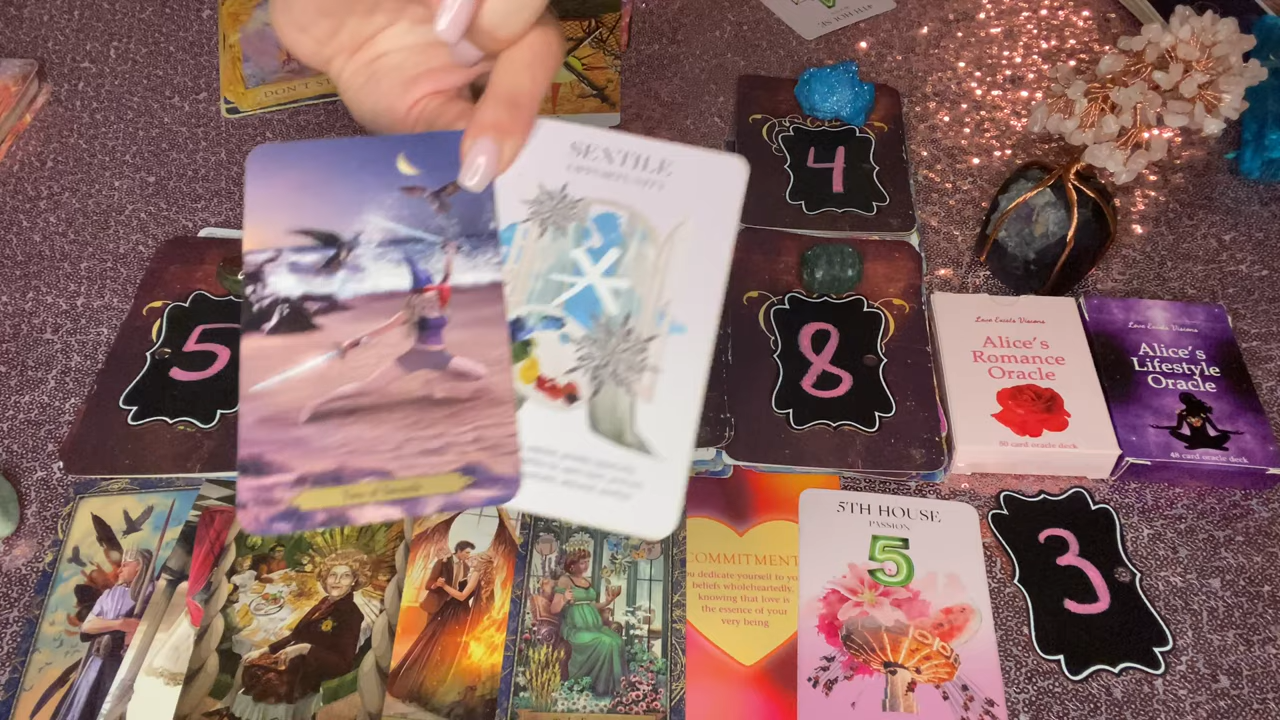 DON'T S
4
SEXTILE
OPPORTUNITY
5
8
Love Exists Visions
Alice's
Romance
Oracle
50 card oracle deck
Love Exists Visions
Alice's
Lifestyle
Oracle
48 card oracle deck
COMMITMENT
you dedicate yourself to your
beliefs wholeheartedly,
knowing that love is
the essence of your
very being
5TH HOUSE
PASSION
5
3